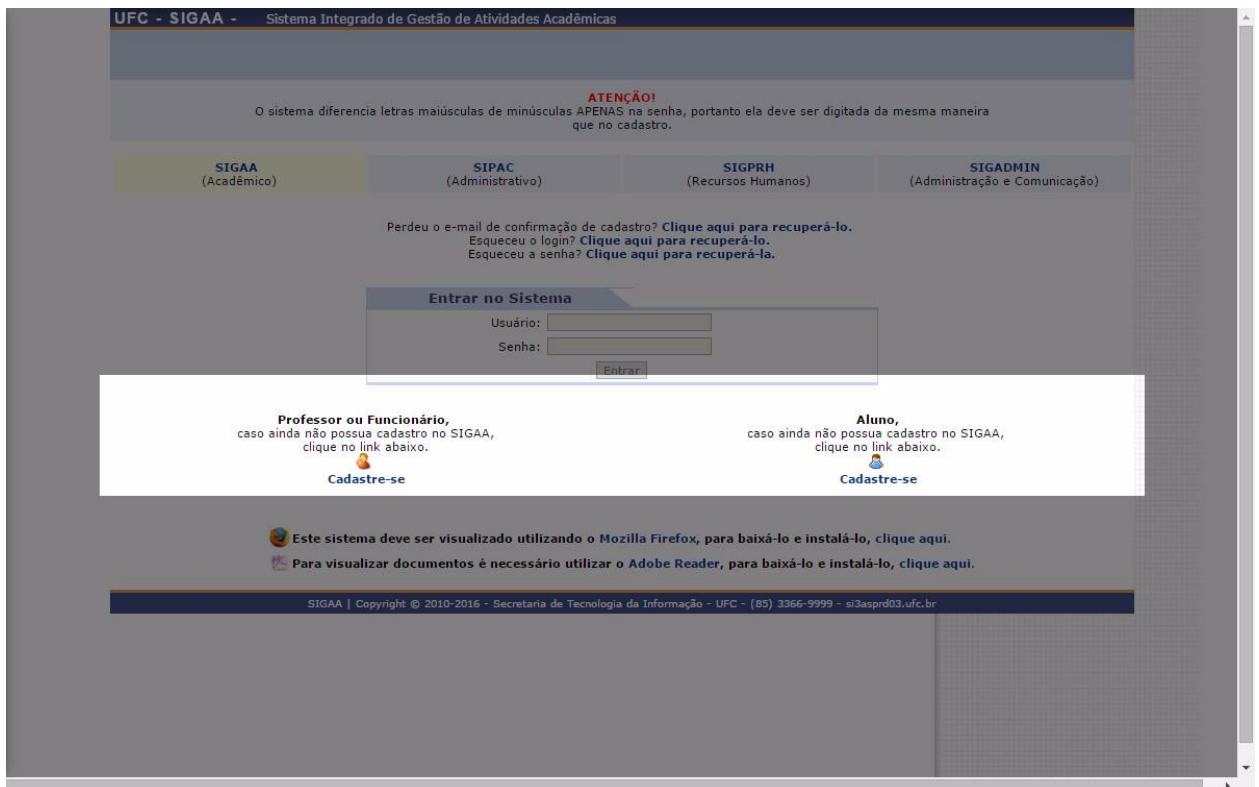 UFC - SIGAA - Sistema Integrado de Gestão de Atividades Acadêmicas
ATENÇÃO!
O sistema diferencia letras maiúsculas de minúsculas APENAS na senha, portanto ela deve ser digitada da mesma maneira
que no cadastro.
SIGAA SIPAC SIGPRH SIGADMIN
(Acadêmico) (Administrativo) (Recursos Humanos) (Administração e Comunicação)
Perdeu o e-mail de confirmação de cadastro? Clique aqui para recuperá-lo.
Esqueceu o login? Clique aqui para recuperá-lo.
Esqueceu a senha? Clique aqui para recuperá-la.
Entrar no Sistema
Usuário:
Senha:
Entrar
Professor ou Funcionário,
caso ainda não possua cadastro no SIGAA,
clique no link abaixo.
Cadastre-se
Aluno,
caso ainda não possua cadastro no SIGAA,
clique no link abaixo.
Cadastre-se
Este sistema deve ser visualizado utilizando o Mozilla Firefox, para baixá-lo e instalá-lo, clique aqui.
Para visualizar documentos é necessário utilizar o Adobe Reader, para baixá-lo e instalá-lo, clique aqui.
SIGAA | Copyright © 2010-2016 - Secretaria de Tecnologia da Informação - UFC - (85) 3366-9999 - si3asprd03.ufc.br